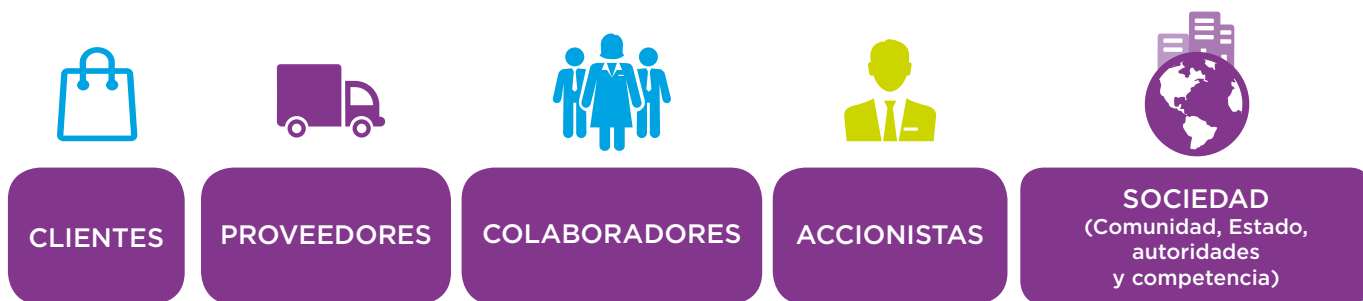 CLIENTES
PROVEEDORES
COLABORADORES
ACCIONISTAS
SOCIEDAD
(Comunidad, Estado,
autoridades
y competencia)